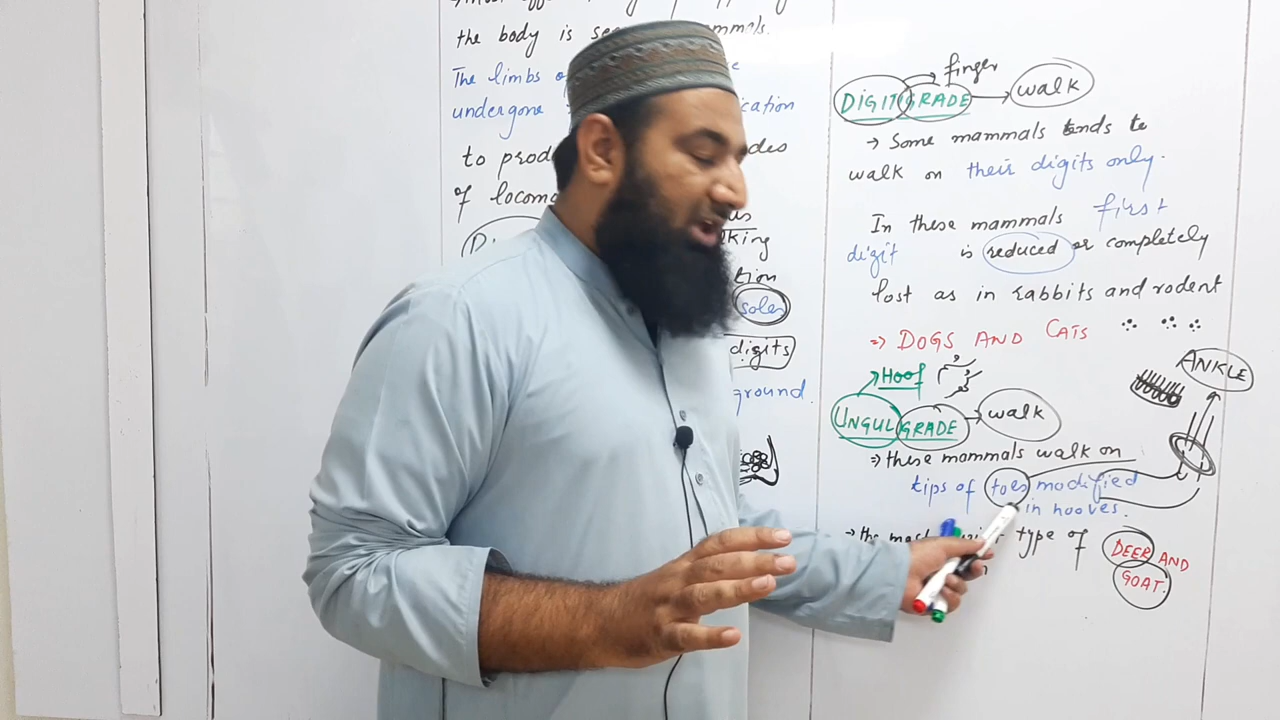 the body is
The limbs
undergone
to
of
king
tion
soles
digits
ground.
finger
DIGITIGRADE → walk
→ Some mammals tends to
walk on their digits only.
In these mammals first
digit is reduced or completely
lost as in rabbits and rodent
⇒ DOGS AND CATS
ANKLE
Hoof
UNGULGRADE → walk
⇒ these mammals walk on
tips of toes modified
in hooves.
→ the type of
DEER AND
GOAT.